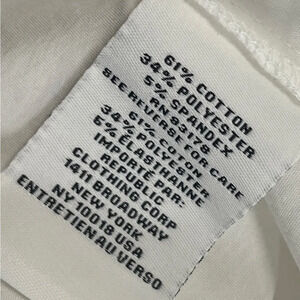 61% COTTON
34% POLYESTER
5% SPANDEX
RN 93178
SEE REVERSE FOR CARE
61% COTON
34% POLYESTER
5% ELASTHANNE
IMPORTÉ PAR:
REPUBLIC
CLOTHING CORP
1411 BROADWAY
NEW YORK
NY 10018 USA
ENTRETIEN AU VERSO